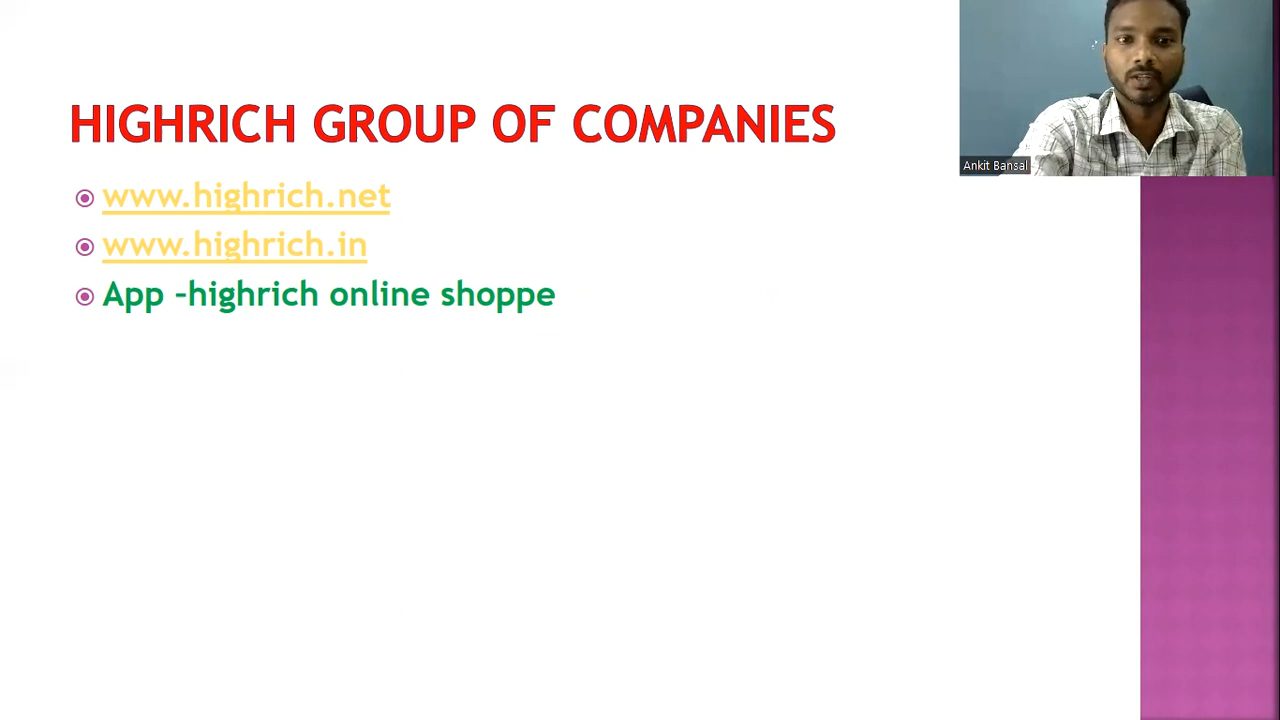 HIGHRICH GROUP OF COMPANIES
www.highrich.net
www.highrich.in
App -highrich online shoppe
Ankit Bansal